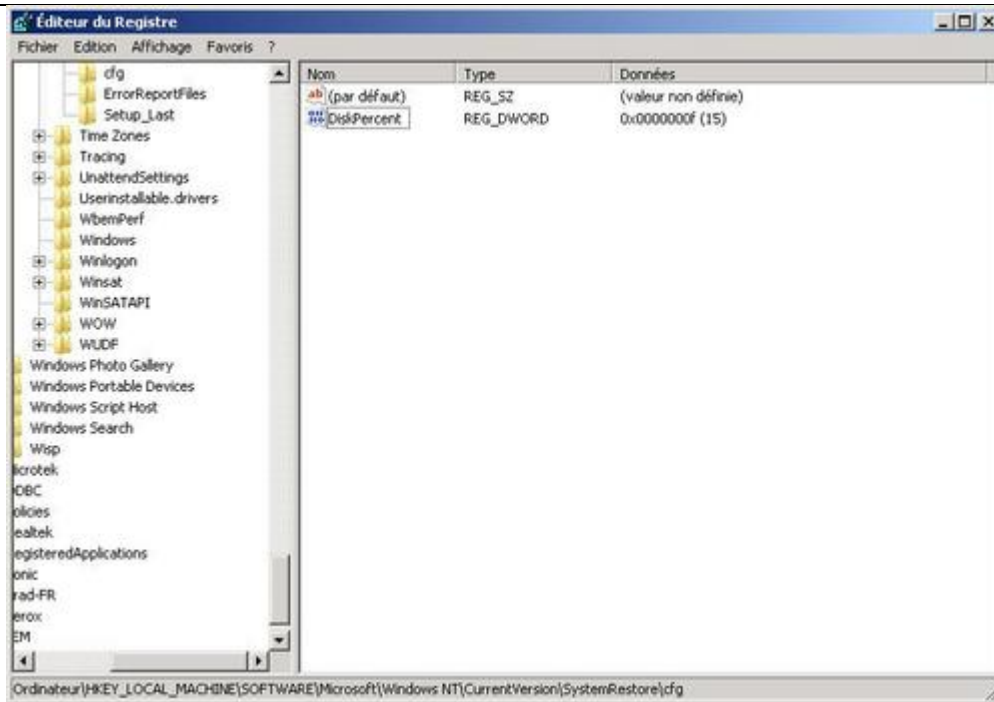 Éditeur du Registre
Fichier Edition Affichage Favoris ?
Nom Type Données
(par défaut) REG_SZ (valeur non définie)
DiskPercent REG_DWORD 0x0000000f (15)
cfg
ErrorReportFiles
Setup_Last
Time Zones
Tracing
UnattendSettings
Userinstallable.drivers
WbemPerf
Windows
Winlogon
Winsat
WinSATAPI
WOW
WUDF
Windows Photo Gallery
Windows Portable Devices
Windows Script Host
Windows Search
Wisp
icrotek
DBC
olicies
ealtek
egisteredApplications
onic
rad-FR
erox
EM
Ordinateur\HKEY_LOCAL_MACHINE\SOFTWARE\Microsoft\Windows NT\CurrentVersion\SystemRestore\cfg